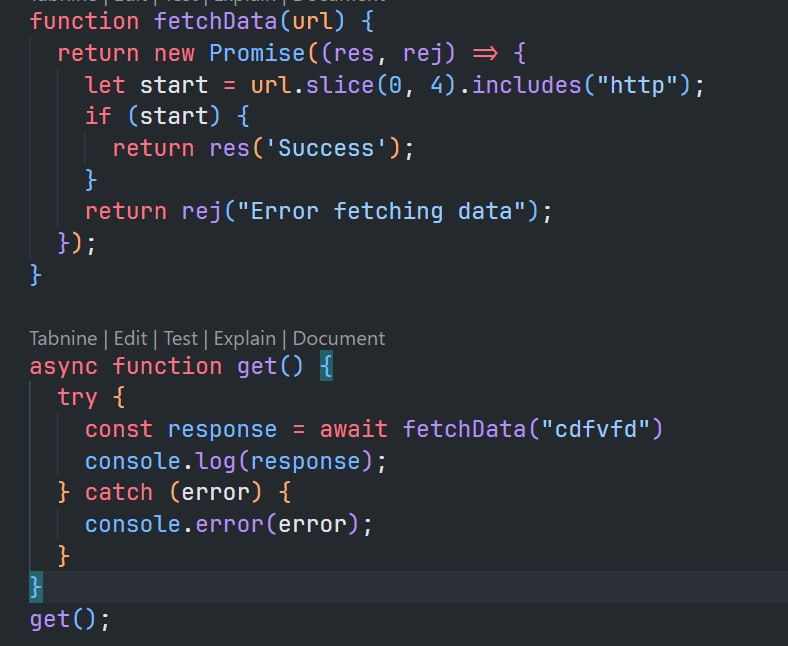 Tabnine | Edit | Test | Explain | Document
function fetchData(url) {
  return new Promise((res, rej) => {
    let start = url.slice(0, 4).includes("http");
    if (start) {
      return res('Success');
    }
    return rej("Error fetching data");
  });
}
Tabnine | Edit | Test | Explain | Document
async function get() {
  try {
    const response = await fetchData("cdfvfd")
    console.log(response);
  } catch (error) {
    console.error(error);
  }
}
get();